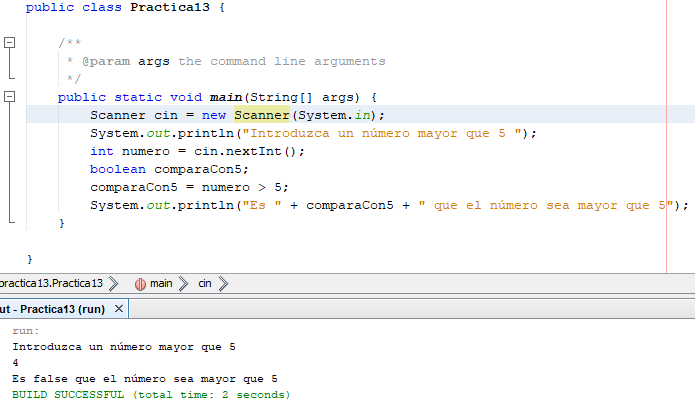 public class Practica13 {
/**
* @param args the command line arguments
*/
public static void main(String[] args) {
Scanner cin = new Scanner(System.in);
System.out.println("Introduzca un número mayor que 5 ");
int numero = cin.nextInt();
boolean comparaCon5;
comparaCon5 = numero > 5;
System.out.println("Es " + comparaCon5 + " que el número sea mayor que 5");
}
}
practica13.Practica13 main cin
ut - Practica13 (run) ×
run:
Introduzca un número mayor que 5
4
Es false que el número sea mayor que 5
BUILD SUCCESSFUL (total time: 2 seconds)